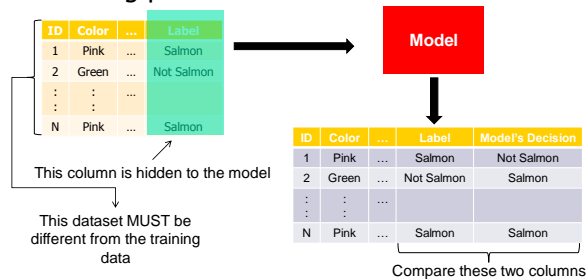 ID Color ... Label
1 Pink ... Salmon
2 Green ... Not Salmon
: : ...
: :
N Pink ... Salmon
Model
This column is hidden to the model
This dataset MUST be
different from the training
data
ID Color ... Label Model's Decision
1 Pink ... Salmon Not Salmon
2 Green ... Not Salmon Salmon
: : ...
: :
N Pink ... Salmon Salmon
Compare these two columns